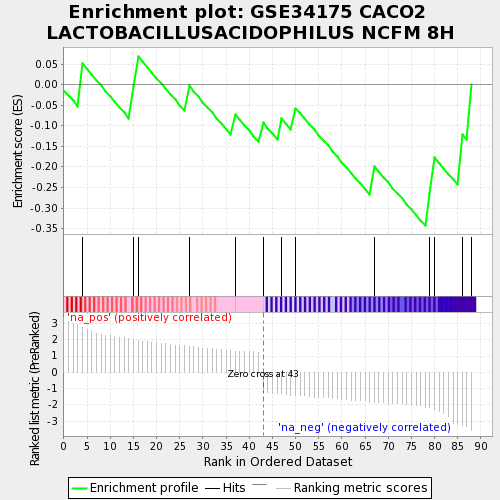 Enrichment plot: GSE34175 CACO2
LACTOBACILLUSACIDOPHILUS NCFM 8H
Enrichment score (ES)
0.05
0.00
-0.05
-0.10
-0.15
-0.20
-0.25
-0.30
-0.35
Ranked list metric (PreRanked)
'na_pos' (positively correlated)
3
2
1
0
-1
-2
-3
Zero cross at 43
'na_neg' (negatively correlated)
0 5 10 15 20 25 30 35 40 45 50 55 60 65 70 75 80 85 90
Rank in Ordered Dataset
Enrichment profile Hits Ranking metric scores